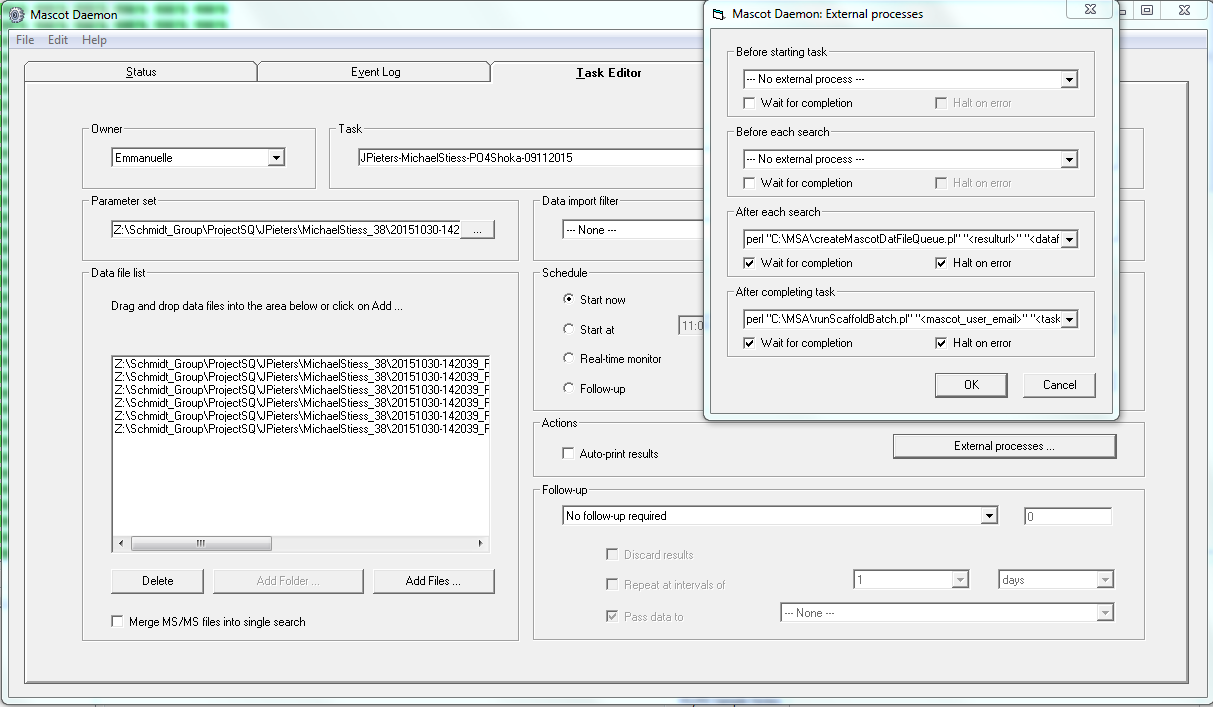 Mascot Daemon
File Edit Help
Status
Event Log
Task Editor
Owner
Emmanuelle
Task
JPieters-MichaelStiess-PO4Shoka-09112015
Parameter set
Z:\Schmidt_Group\ProjectSQ\JPieters\MichaelStiess_38\20151030-142
...
Data import filter
--- None ---
Data file list
Drag and drop data files into the area below or click on Add ...
Z:\Schmidt_Group\ProjectSQ\JPieters\MichaelStiess_38\20151030-142039_F
Z:\Schmidt_Group\ProjectSQ\JPieters\MichaelStiess_38\20151030-142039_F
Z:\Schmidt_Group\ProjectSQ\JPieters\MichaelStiess_38\20151030-142039_F
Z:\Schmidt_Group\ProjectSQ\JPieters\MichaelStiess_38\20151030-142039_F
Z:\Schmidt_Group\ProjectSQ\JPieters\MichaelStiess_38\20151030-142039_F
Z:\Schmidt_Group\ProjectSQ\JPieters\MichaelStiess_38\20151030-142039_F
Delete
Add Folder ...
Add Files ...
Merge MS/MS files into single search
Schedule
Start now
Start at
11:0
Real-time monitor
Follow-up
Actions
Auto-print results
External processes ...
Follow-up
No follow-up required
0
Discard results
Repeat at intervals of
1
days
Pass data to
--- None ---
Mascot Daemon: External processes
Before starting task
--- No external process ---
Wait for completion
Halt on error
Before each search
--- No external process ---
Wait for completion
Halt on error
After each search
perl "C:\MSA\createMascotDatFileQueue.pl" "<resulturl>" "<dataf
Wait for completion
Halt on error
After completing task
perl "C:\MSA\runScaffoldBatch.pl" "<mascot_user_email>" "<task
Wait for completion
Halt on error
OK
Cancel